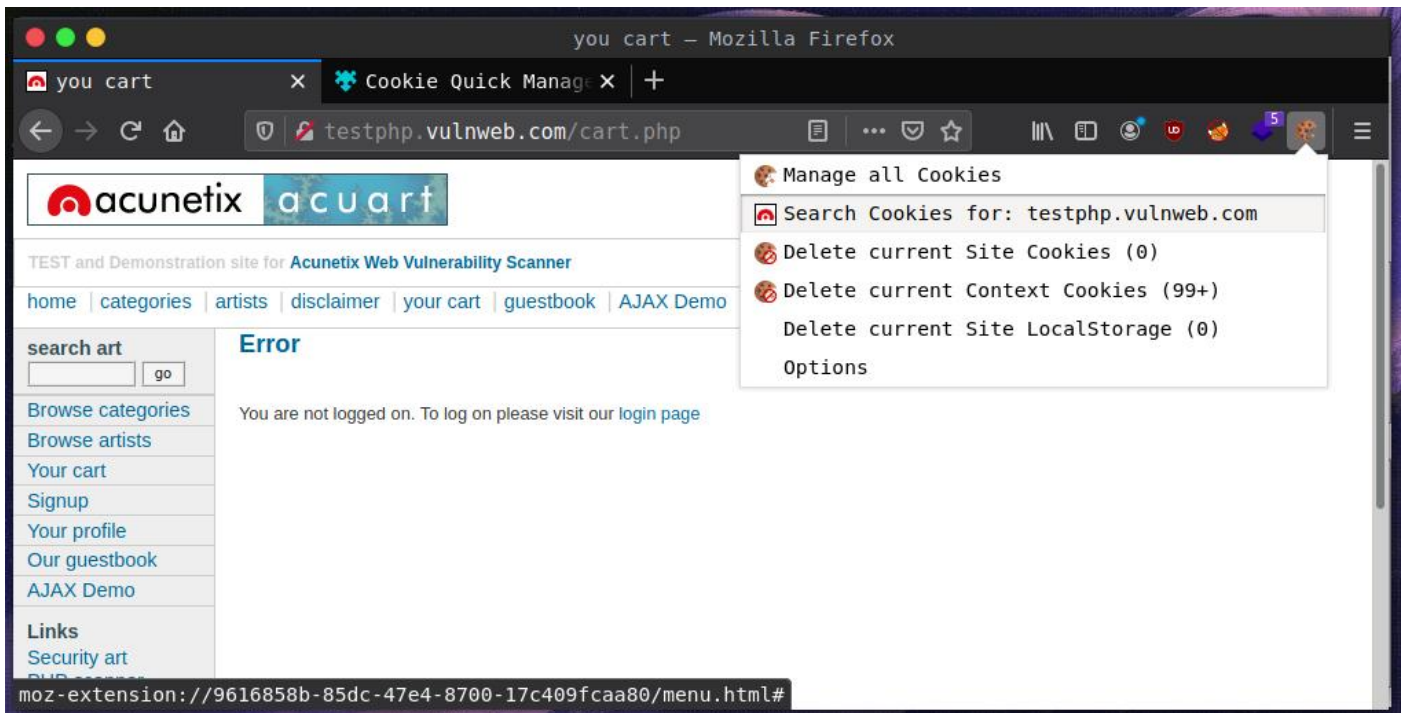 you cart — Mozilla Firefox
you cart
Cookie Quick Manage
testphp.vulnweb.com/cart.php
5
Manage all Cookies
Search Cookies for: testphp.vulnweb.com
Delete current Site Cookies (0)
Delete current Context Cookies (99+)
Delete current Site LocalStorage (0)
Options
acunetix acuart
TEST and Demonstration site for Acunetix Web Vulnerability Scanner
home | categories | artists | disclaimer | your cart | guestbook | AJAX Demo
search art
go
Browse categories
Browse artists
Your cart
Signup
Your profile
Our guestbook
AJAX Demo
Links
Security art
Error
You are not logged on. To log on please visit our login page
moz-extension://9616858b-85dc-47e4-8700-17c409fcaa80/menu.html#